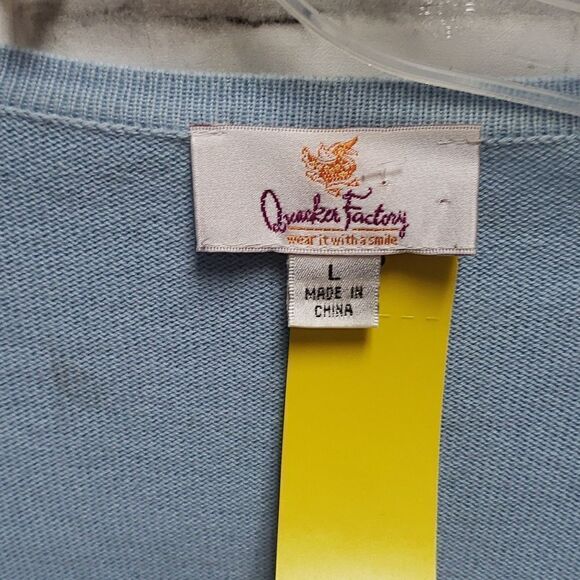 Quacker Factory
wear it with a smile
L
MADE IN
CHINA